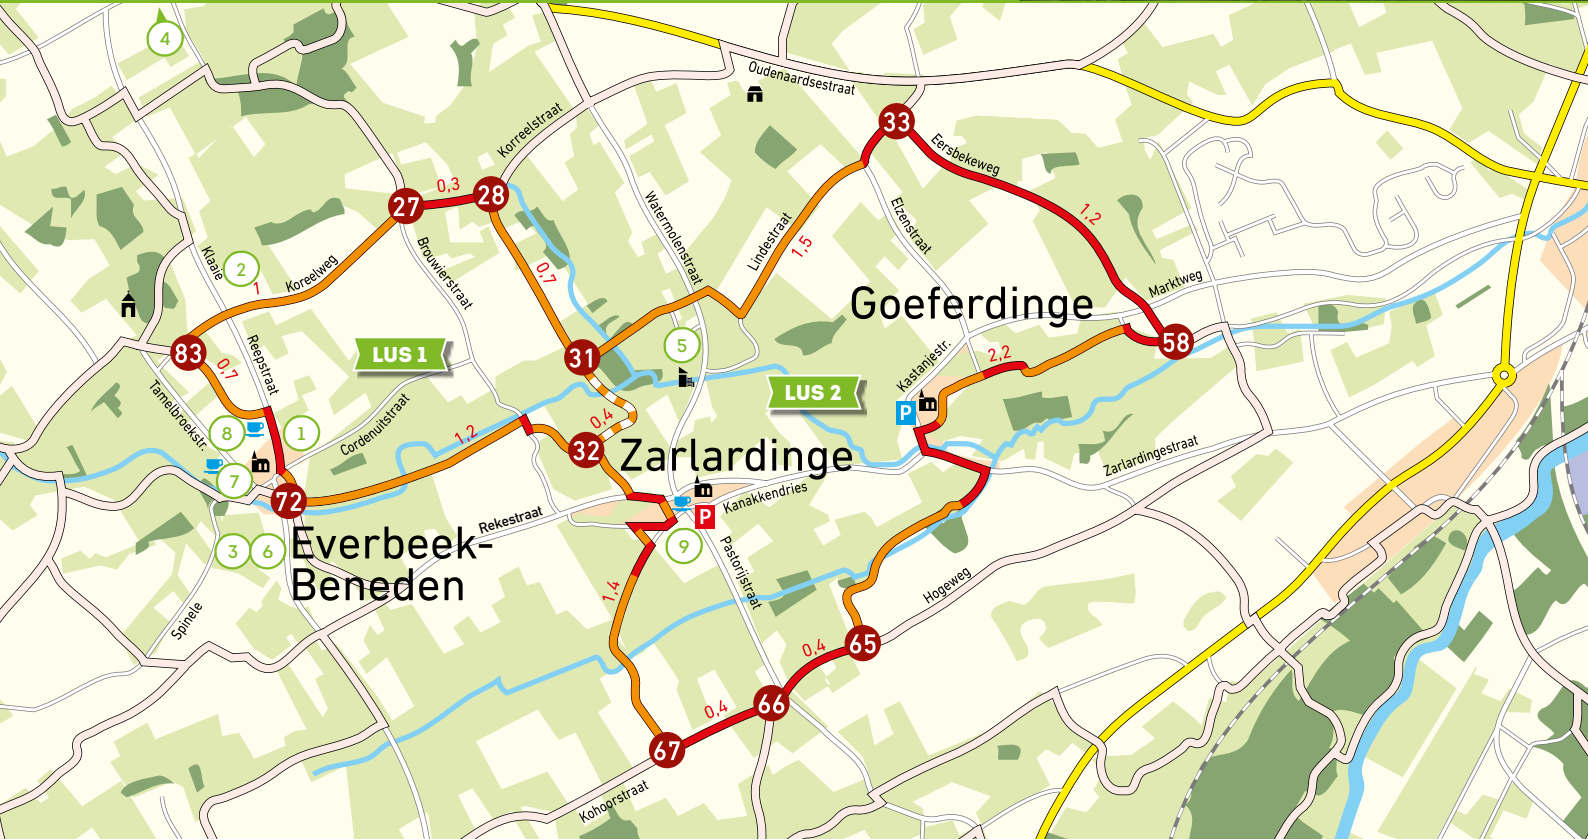 4
Oudenaardsestraat
33
Korreelstraat
Eersbekeweg
0,3
28
27
Watermolenstraat
Elzenstraat
1,2
Klaaie
2
Koreelweg
1
Brouwierstraat
0,7
Lindestraat
1,5
Marktweg
Goeferdinge
83
0,7
Reepstraat
LUS 1
31
5
58
2,2
Kastanjestr.
Tamelbroekstr.
LUS 2
P
8
1
Cordenuitstraat
1,2
0,4
32
Zarlardinge
Zarlardingestraat
7
72
Rekestraat
Kanakkendries
P
3
6
Everbeek-
Beneden
9
Pastorijstraat
1,4
Hogeweg
Spinele
65
0,4
66
0,4
67
Kohoorstraat